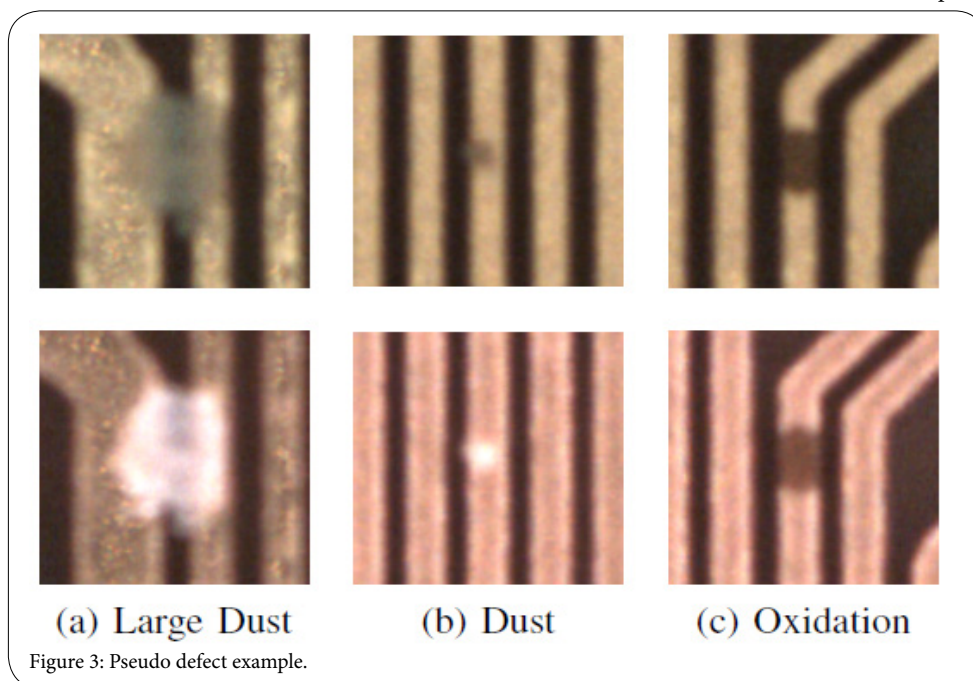 (a) Large Dust
(b) Dust
(c) Oxidation
Figure 3: Pseudo defect example.